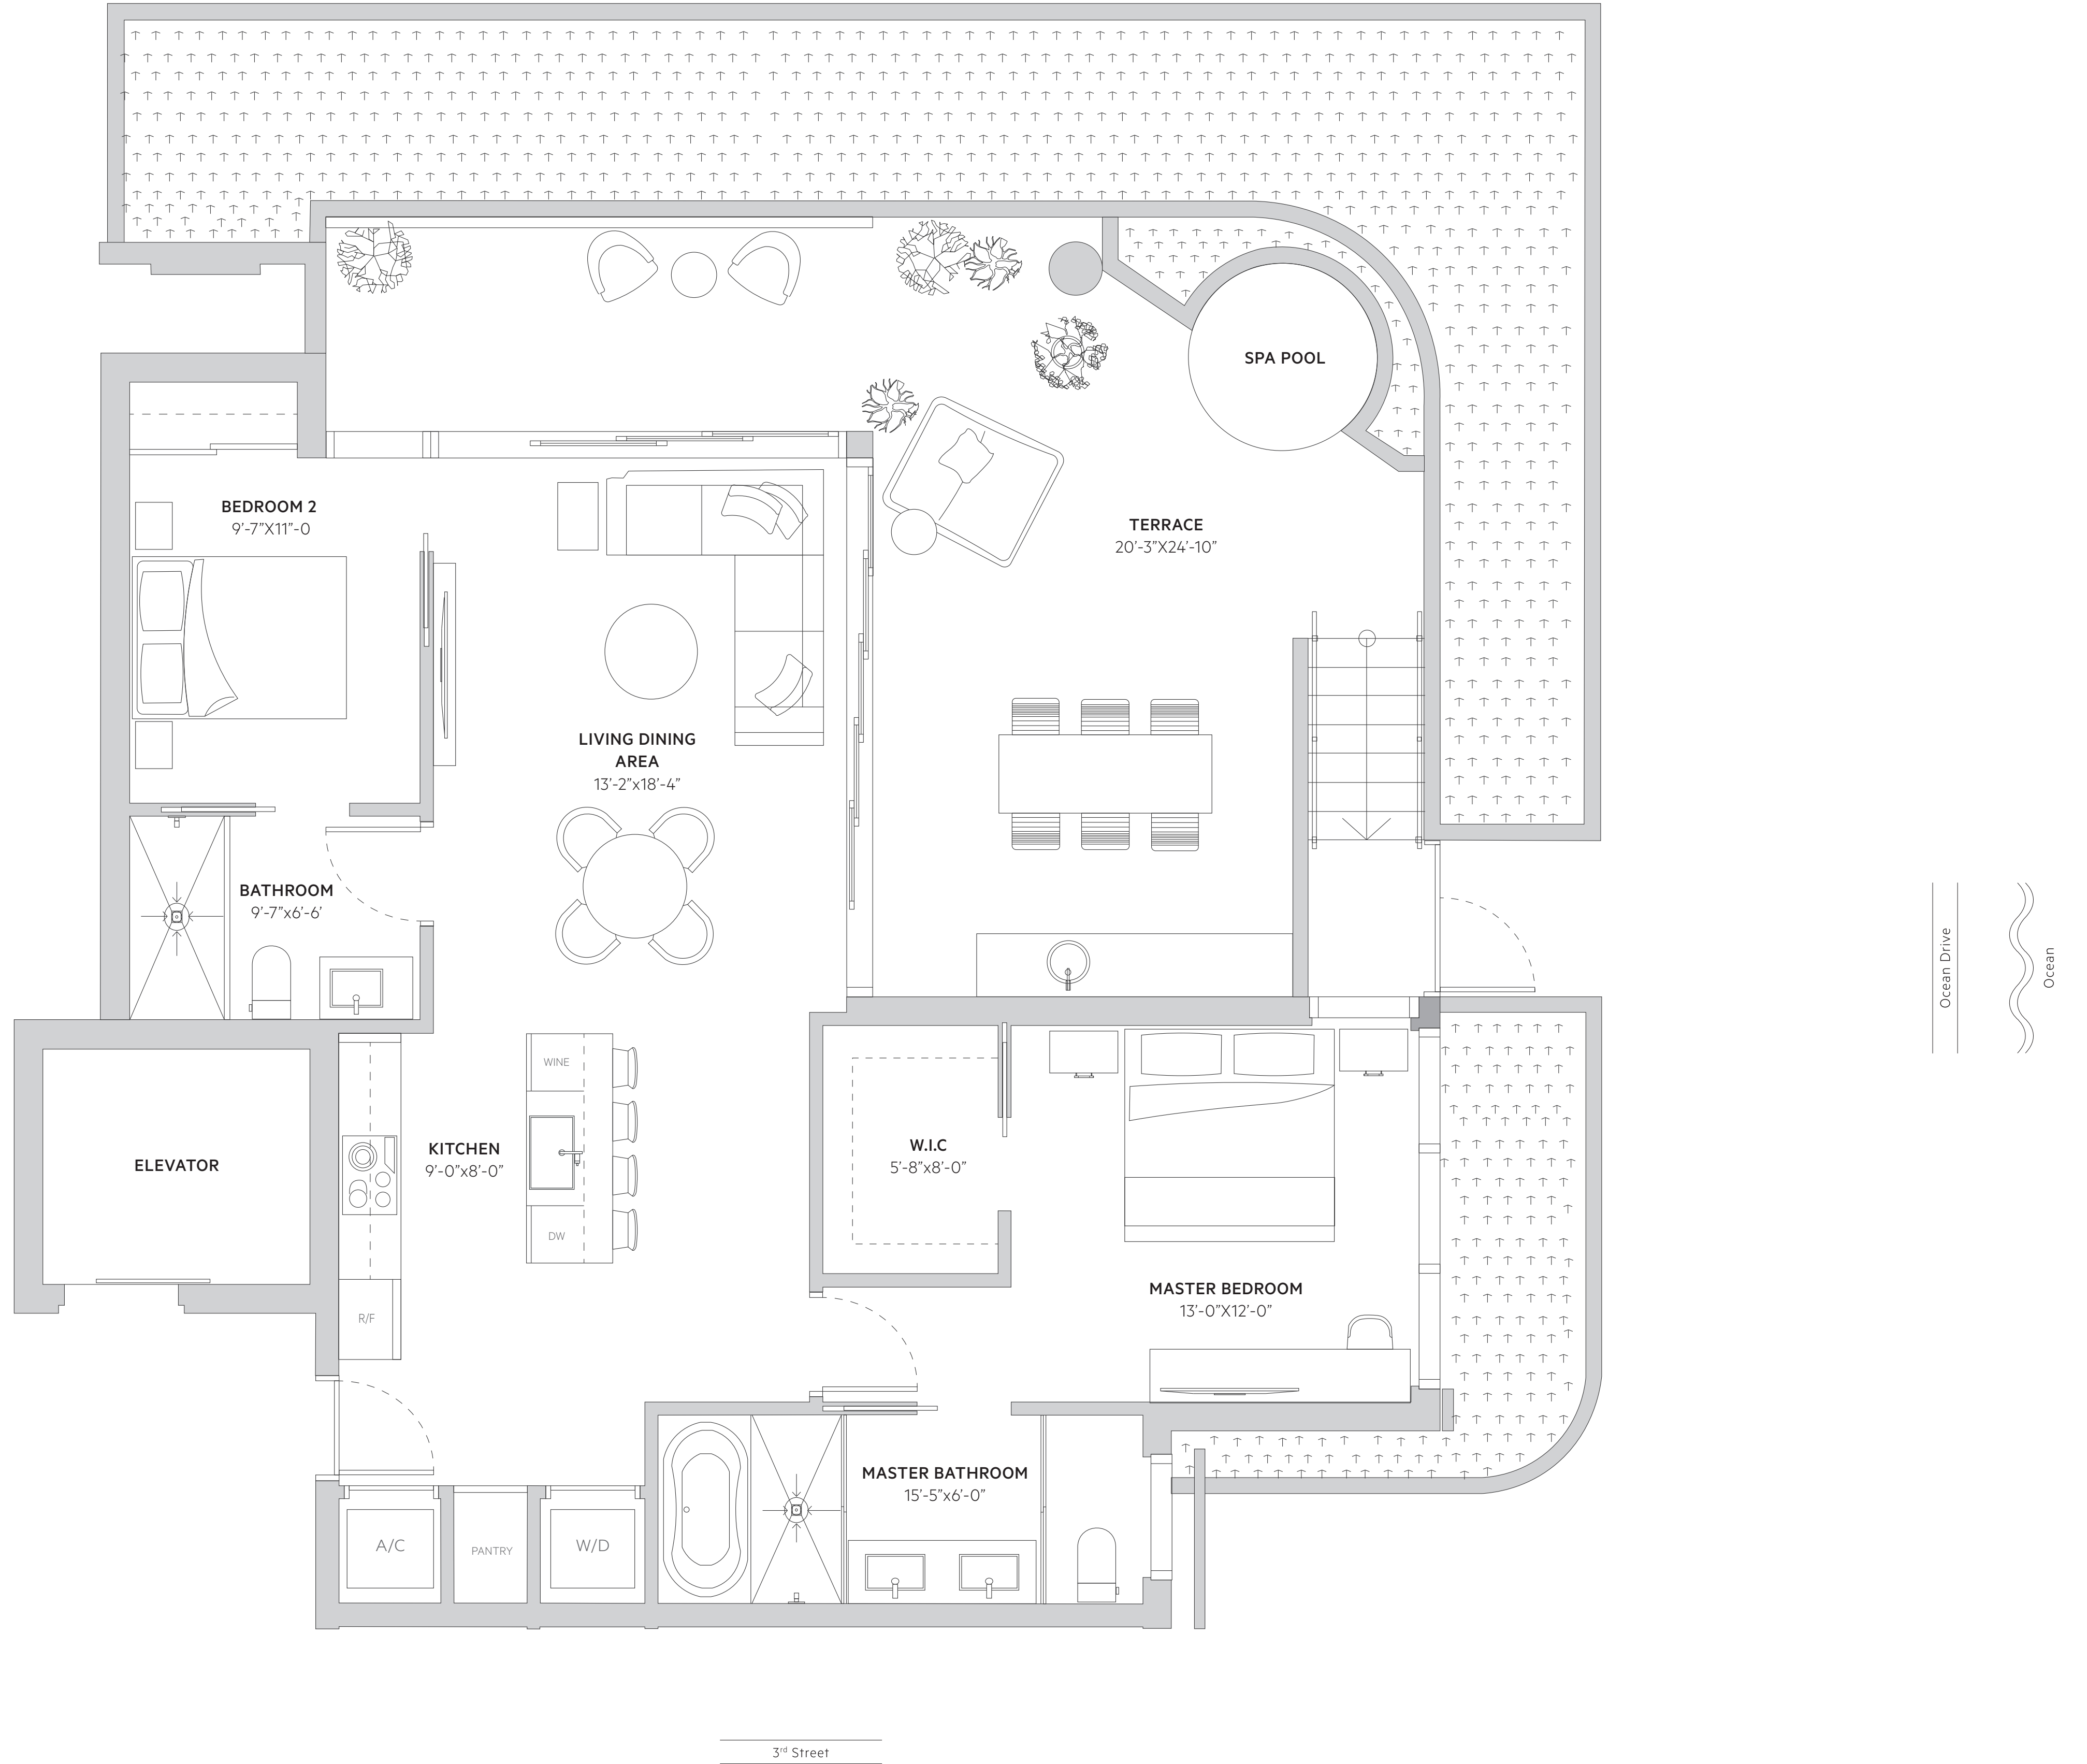 SPA POOL
BEDROOM 2
9’-7”X11”-0
TERRACE
20’-3”X24’-10”
LIVING DINING
AREA
13’-2”x18’-4”
BATHROOM
9’-7”x6’-6’
Ocean Drive
Ocean
WINE
KITCHEN
9’-0”x8’-0”
DW
ELEVATOR
R/F
W.I.C
5’-8”x8’-0”
MASTER BEDROOM
13’-0”X12’-0”
MASTER BATHROOM
15’-5”x6’-0”
A/C
PANTRY
W/D
3rd Street